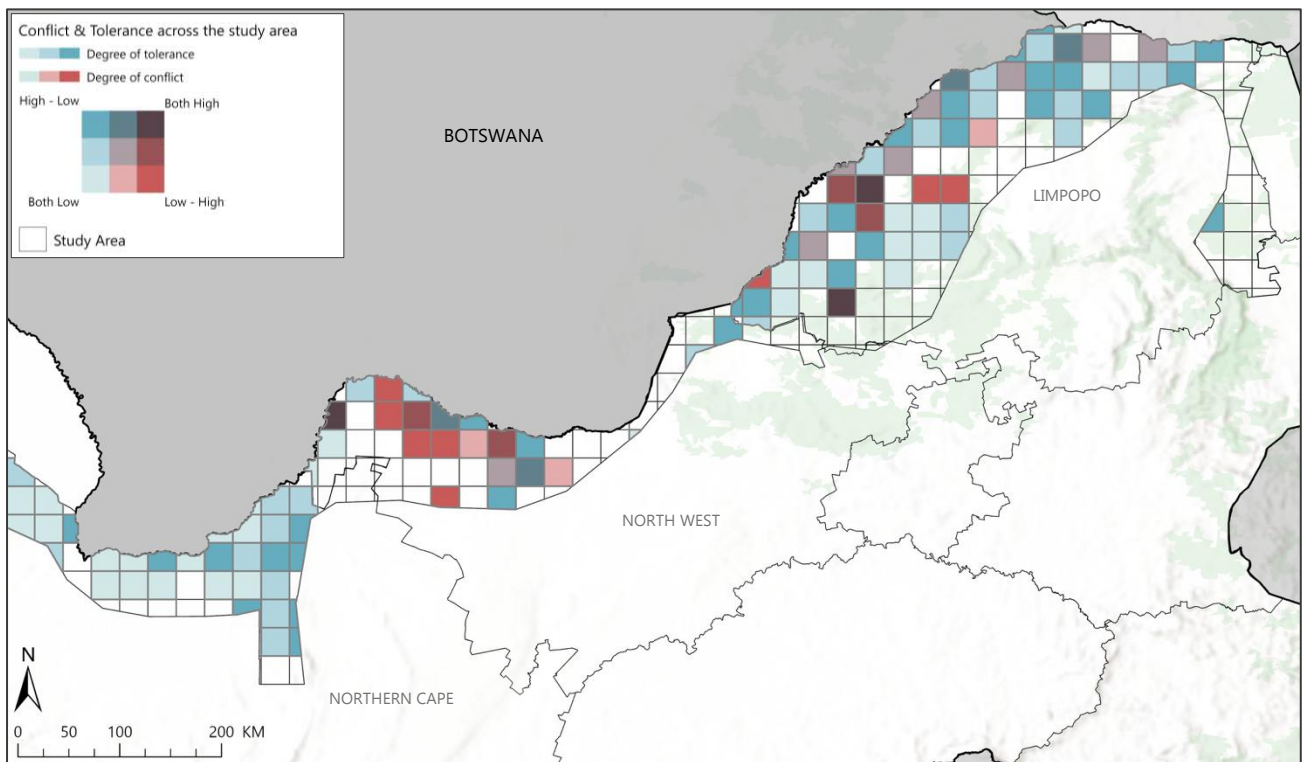 Conflict & Tolerance across the study area
Degree of tolerance
Degree of conflict
High - Low
Both High
Both Low
Low - High
Study Area
BOTSWANA
LIMPOPO
NORTH WEST
NORTHERN CAPE
N
0 50 100 200 KM